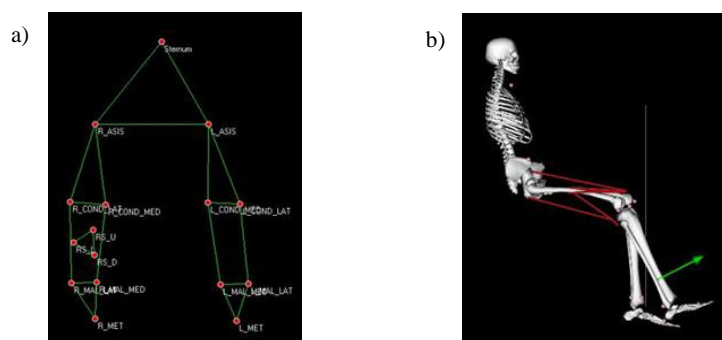 a)
b)
Sternum
R_ASIS
L_ASIS
R_COND_LAT
R_COND_MED
L_COND_MED
L_COND_LAT
RS_U
RS_L
RS_D
R_MAL_LAT
R_MAL_MED
L_MAL_MED
L_MAL_LAT
R_MET
L_MET